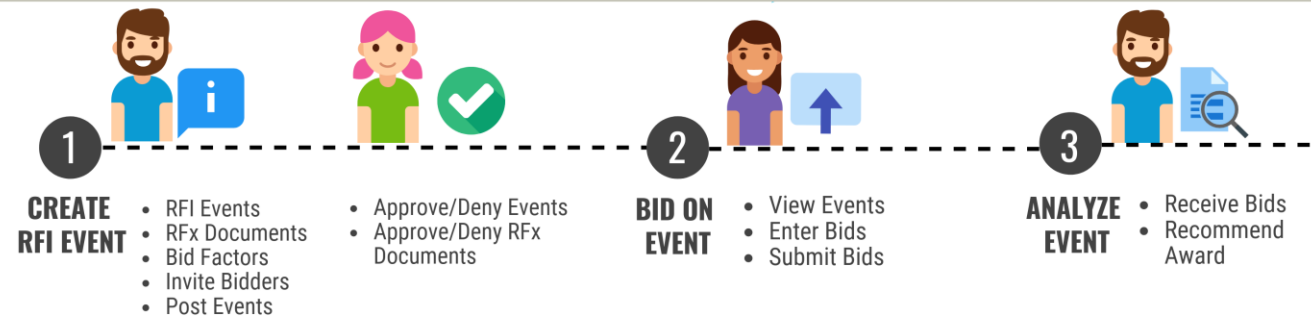 1
CREATE
RFI EVENT
• RFI Events
• RFx Documents
• Bid Factors
• Invite Bidders
• Post Events
• Approve/Deny Events
• Approve/Deny RFx
Documents
2
BID ON
EVENT
• View Events
• Enter Bids
• Submit Bids
3
ANALYZE
EVENT
• Receive Bids
• Recommend
Award